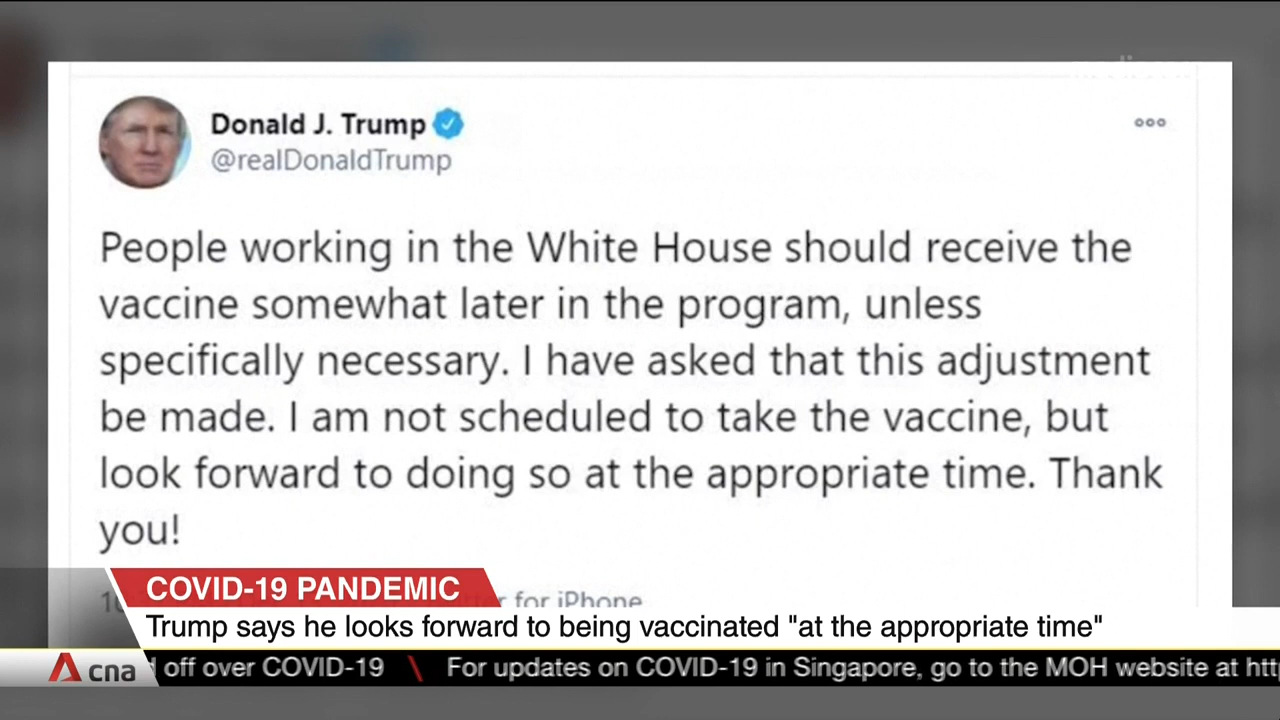 Donald J. Trump
@realDonaldTrump
People working in the White House should receive the
vaccine somewhat later in the program, unless
specifically necessary. I have asked that this adjustment
be made. I am not scheduled to take the vaccine, but
look forward to doing so at the appropriate time. Thank
you!
for iPhone
COVID-19 PANDEMIC
Trump says he looks forward to being vaccinated "at the appropriate time"
cna
off over COVID-19 \ For updates on COVID-19 in Singapore, go to the MOH website at